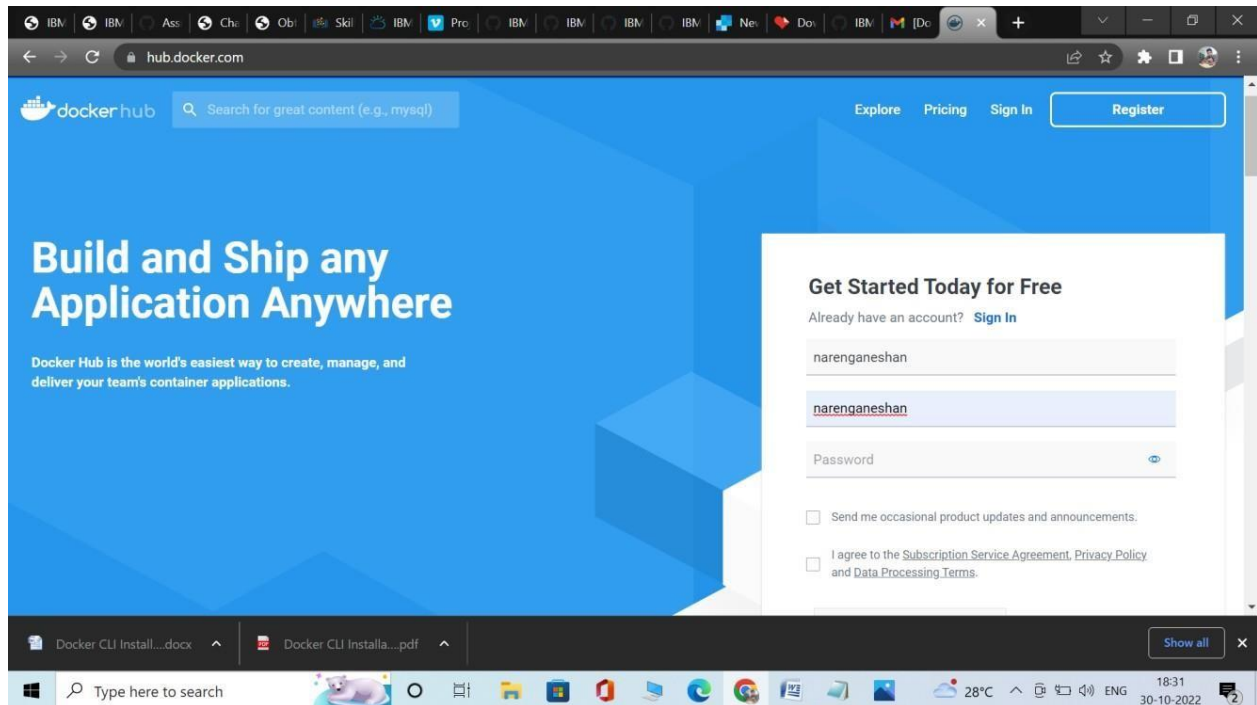 IBM IBM Ass Cha Obt Skil IBM Pro IBM IBM IBM IBM Nev Dov IBM [Do
hub.docker.com
dockerhub Search for great content (e.g., mysql) Explore Pricing Sign In Register
Build and Ship any
Application Anywhere
Docker Hub is the world's easiest way to create, manage, and
deliver your team's container applications.
Get Started Today for Free
Already have an account? Sign In
narenganeshan
narenganeshan
Password
Send me occasional product updates and announcements.
I agree to the Subscription Service Agreement, Privacy Policy
and Data Processing Terms.
Docker CLI Install....docx Docker CLI Installa....pdf Show all
Type here to search 28°C ENG 18:31
30-10-2022 2